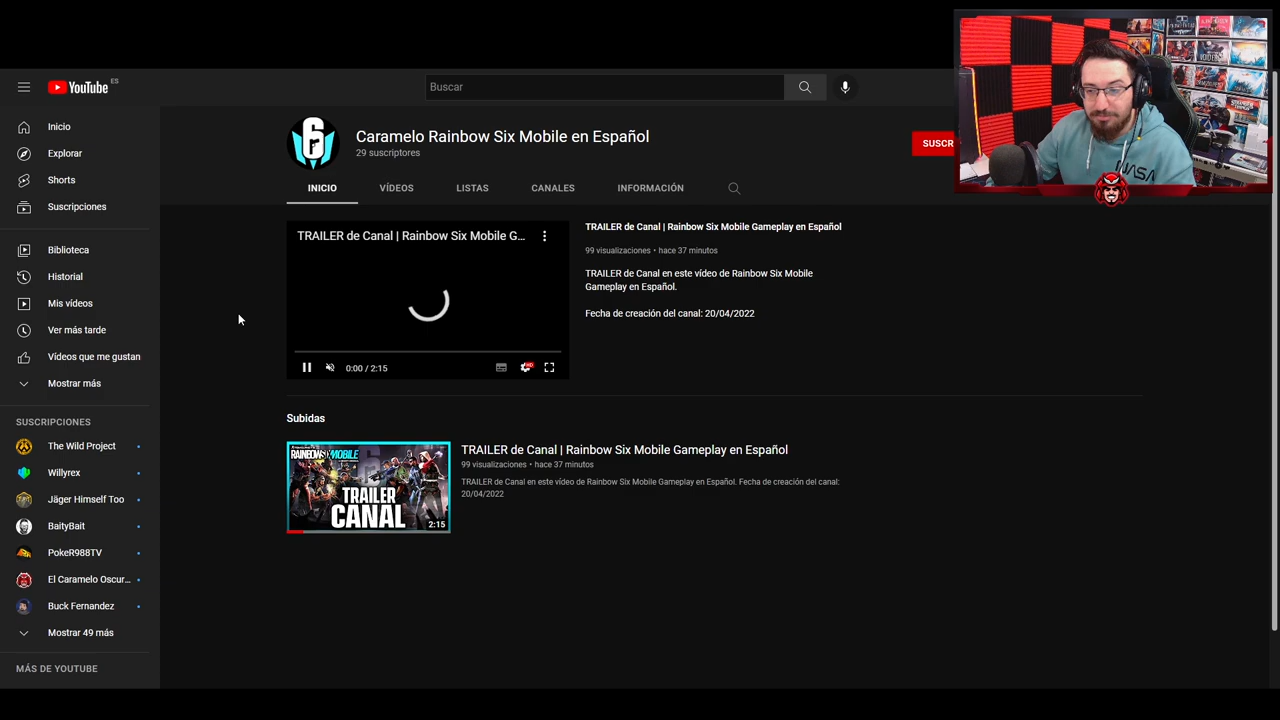 YouTube ES
Buscar
Inicio
Explorar
Shorts
Suscripciones
Biblioteca
Historial
Mis vídeos
Ver más tarde
Vídeos que me gustan
Mostrar más
SUSCRIPCIONES
The Wild Project
Willyrex
Jäger Himself Too
BaityBait
PokeR988TV
El Caramelo Oscur...
Buck Fernandez
Mostrar 49 más
MÁS DE YOUTUBE
Caramelo Rainbow Six Mobile en Español
29 suscriptores
SUSCR
INICIO
VÍDEOS
LISTAS
CANALES
INFORMACIÓN
TRAILER de Canal | Rainbow Six Mobile G...
0:00 / 2:15
HD
TRAILER de Canal | Rainbow Six Mobile Gameplay en Español
99 visualizaciones • hace 37 minutos
TRAILER de Canal en este vídeo de Rainbow Six Mobile
Gameplay en Español.
Fecha de creación del canal: 20/04/2022
Subidas
RAINBOW SIX MOBILE
TRAILER
CANAL
2:15
TRAILER de Canal | Rainbow Six Mobile Gameplay en Español
99 visualizaciones • hace 37 minutos
TRAILER de Canal en este vídeo de Rainbow Six Mobile Gameplay en Español. Fecha de creación del canal:
20/04/2022
NASA